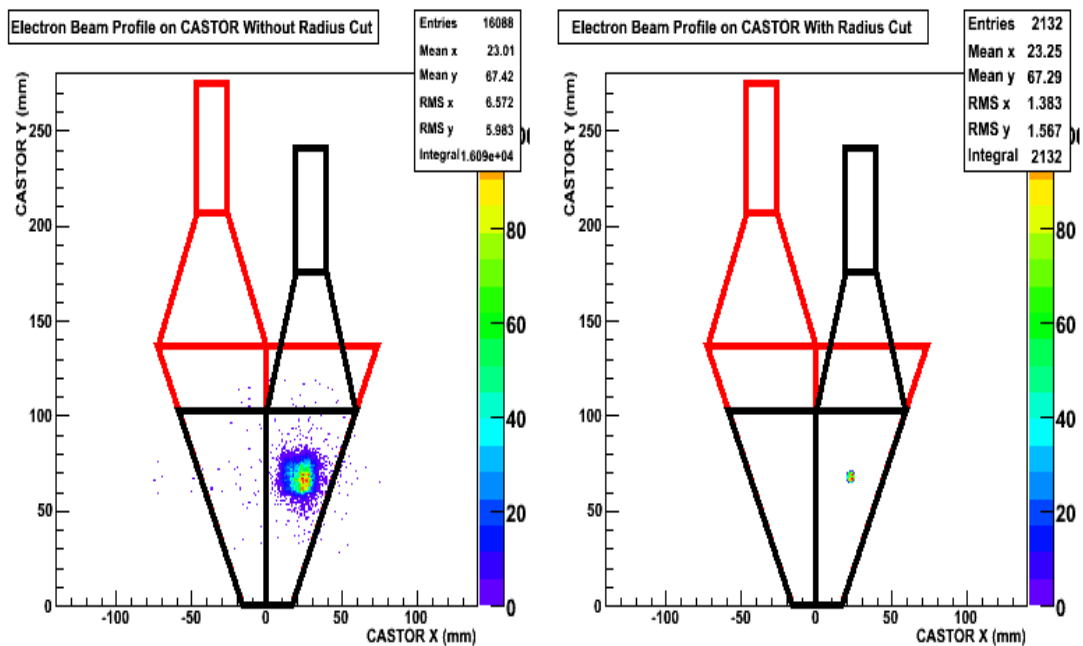 Electron Beam Profile on CASTOR Without Radius Cut
Entries 16088
Mean x 23.01
Mean y 67.42
RMS x 6.572
RMS y 5.983
Integral 1.609e+04
CASTOR Y (mm)
250
200
150
100
50
0
-100 -50 0 50
CASTOR X (mm)
80
60
40
20
0
Electron Beam Profile on CASTOR With Radius Cut
Entries 2132
Mean x 23.25
Mean y 67.29
RMS x 1.383
RMS y 1.567
Integral 2132
CASTOR Y (mm)
250
200
150
100
50
0
-100 -50 0 50 100
CASTOR X (mm)
80
60
40
20
0